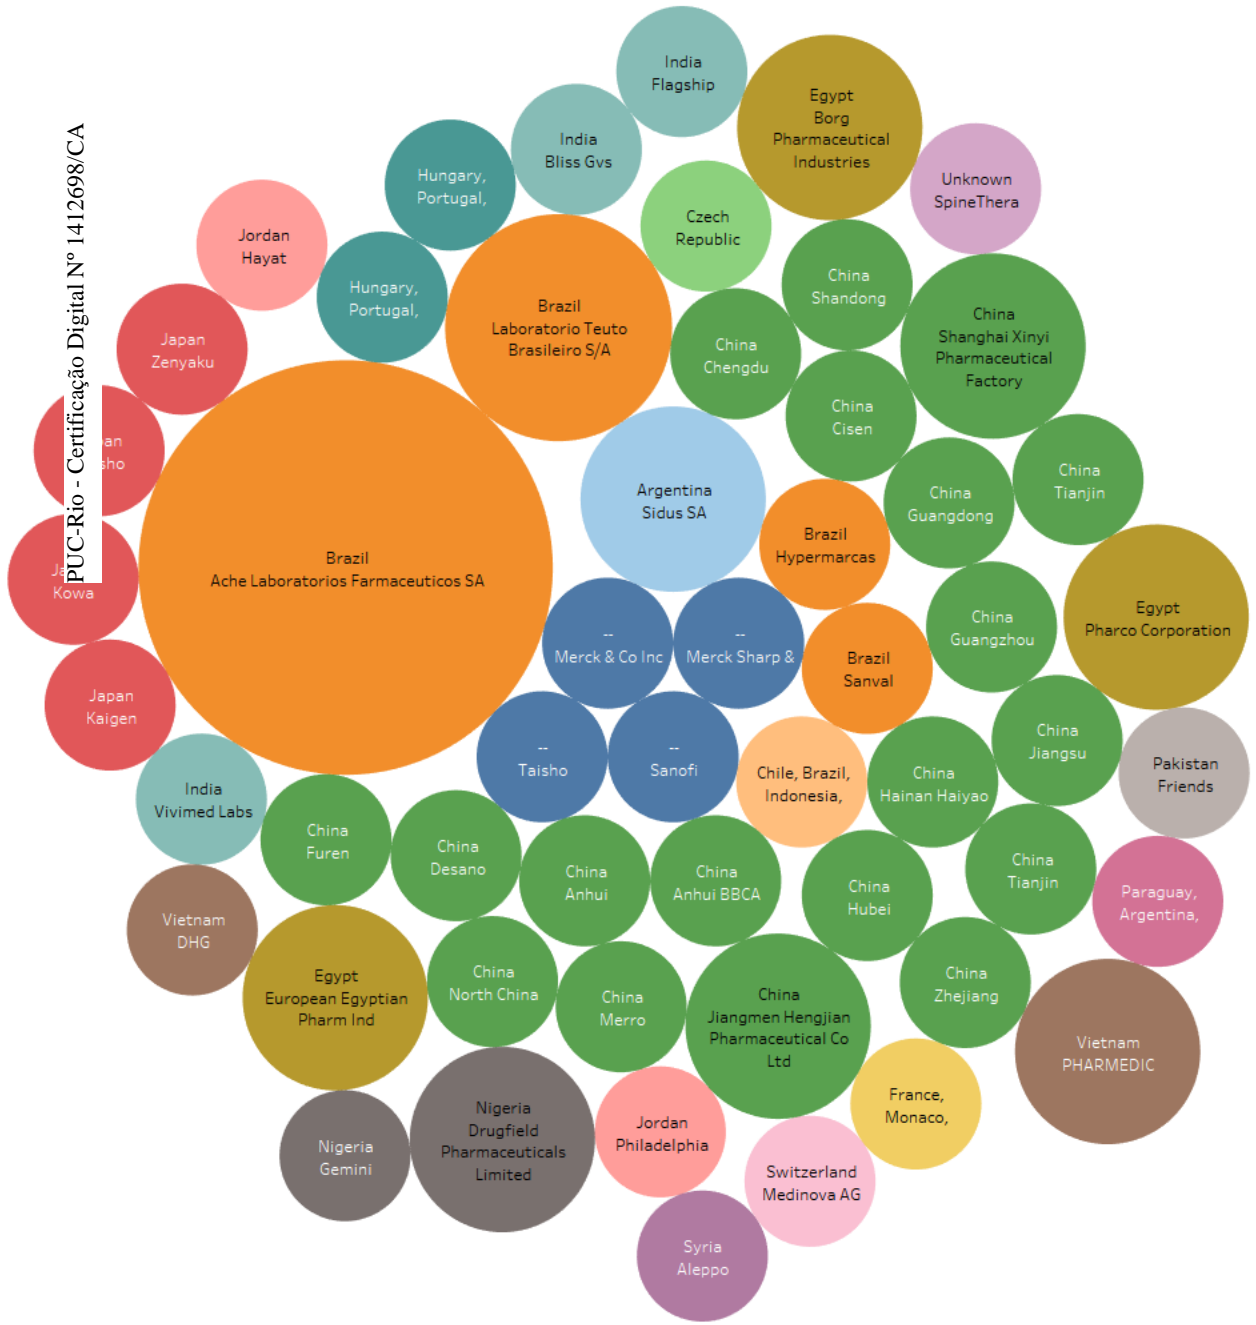 PUC-Rio - Certificação Digital Nº 1412698/CA
India
Flagship
Egypt
Borg
Pharmaceutical
Industries
India
Bliss Gvs
Hungary,
Portugal,
Unknown
SpineThera
Czech
Republic
Jordan
Hayat
China
Shandong
Hungary,
Portugal,
Brazil
Laboratorio Teuto
Brasileiro S/A
China
Shanghai Xinyi
Pharmaceutical
Factory
Japan
Zenyaku
China
Chengdu
China
Cisen
China
Tianjin
Argentina
Sidus SA
China
Guangdong
Brazil
Hypermarcas
Brazil
Ache Laboratorios Farmaceuticos SA
Kowa
Egypt
Pharco Corporation
China
Guangzhou
--
Merck & Co Inc
--
Merck Sharp &
Brazil
Sanval
Japan
Kaigen
China
Jiangsu
--
Taisho
--
Sanofi
Chile, Brazil,
Indonesia,
China
Hainan Haiyao
Pakistan
Friends
India
Vivimed Labs
China
Furen
China
Desano
China
Anhui
China
Anhui BBCA
China
Hubei
China
Tianjin
Paraguay,
Argentina,
Vietnam
DHG
Egypt
European Egyptian
Pharm Ind
China
North China
China
Merro
China
Jiangmen Hengjian
Pharmaceutical Co
Ltd
China
Zhejiang
Vietnam
PHARMEDIC
France,
Monaco,
Nigeria
Drugfield
Pharmaceuticals
Limited
Jordan
Philadelphia
Nigeria
Gemini
Switzerland
Medinova AG
Syria
Aleppo